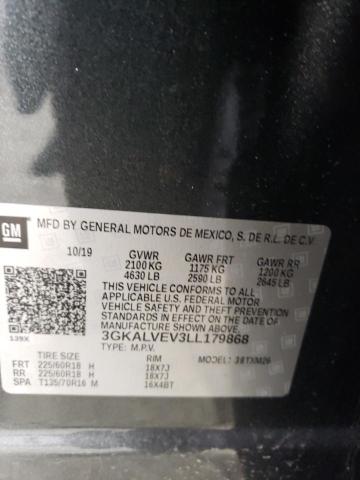 GM
MFD BY GENERAL MOTORS DE MEXICO, S. DE R.L. DE C.V.
10/19 GVWR GAWR FRT GAWR RR
2100 KG 1175 KG 1200 KG
4630 LB 2590 LB 2645 LB
THIS VEHICLE CONFORMS TO ALL
APPLICABLE U.S. FEDERAL MOTOR
VEHICLE SAFETY AND THEFT PREVENTION
STANDARDS IN EFFECT ON THE DATE OF
MANUFACTURE SHOWN ABOVE.
139X 3GKALVEV3LL179868
TYPE: M.P.V.
TIRE SIZE RIM MODEL:
FRT 225/60R18 H 18X7J
RR 225/60R18 H 18X7J
SPA T135/70R16 M 16X4BT